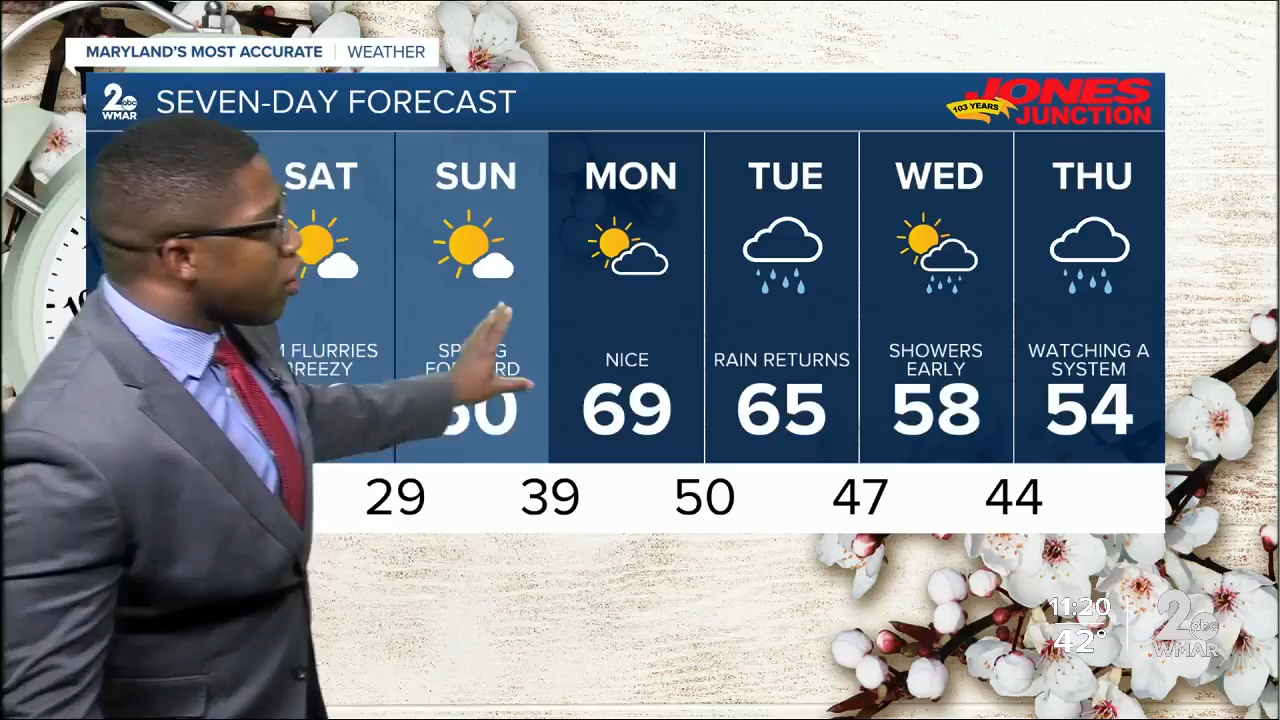 MARYLAND'S MOST ACCURATE | WEATHER
2 abc WMAR
SEVEN-DAY FORECAST
103 YEARS
JONES JUNCTION
SAT
SUN
MON
TUE
WED
THU
FLURRIES
NICE
RAIN RETURNS
SHOWERS EARLY
WATCHING A SYSTEM
69
65
58
54
29
39
50
47
44
11:20
42°
2 abc WMAR